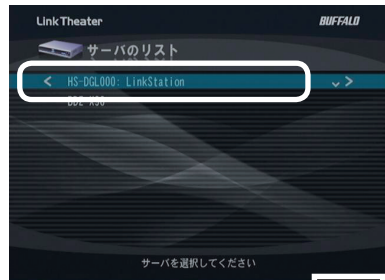 LinkTheater
BUFFALO
サーバのリスト
< HS-DGL000: LinkStation >
サーバを選択してください